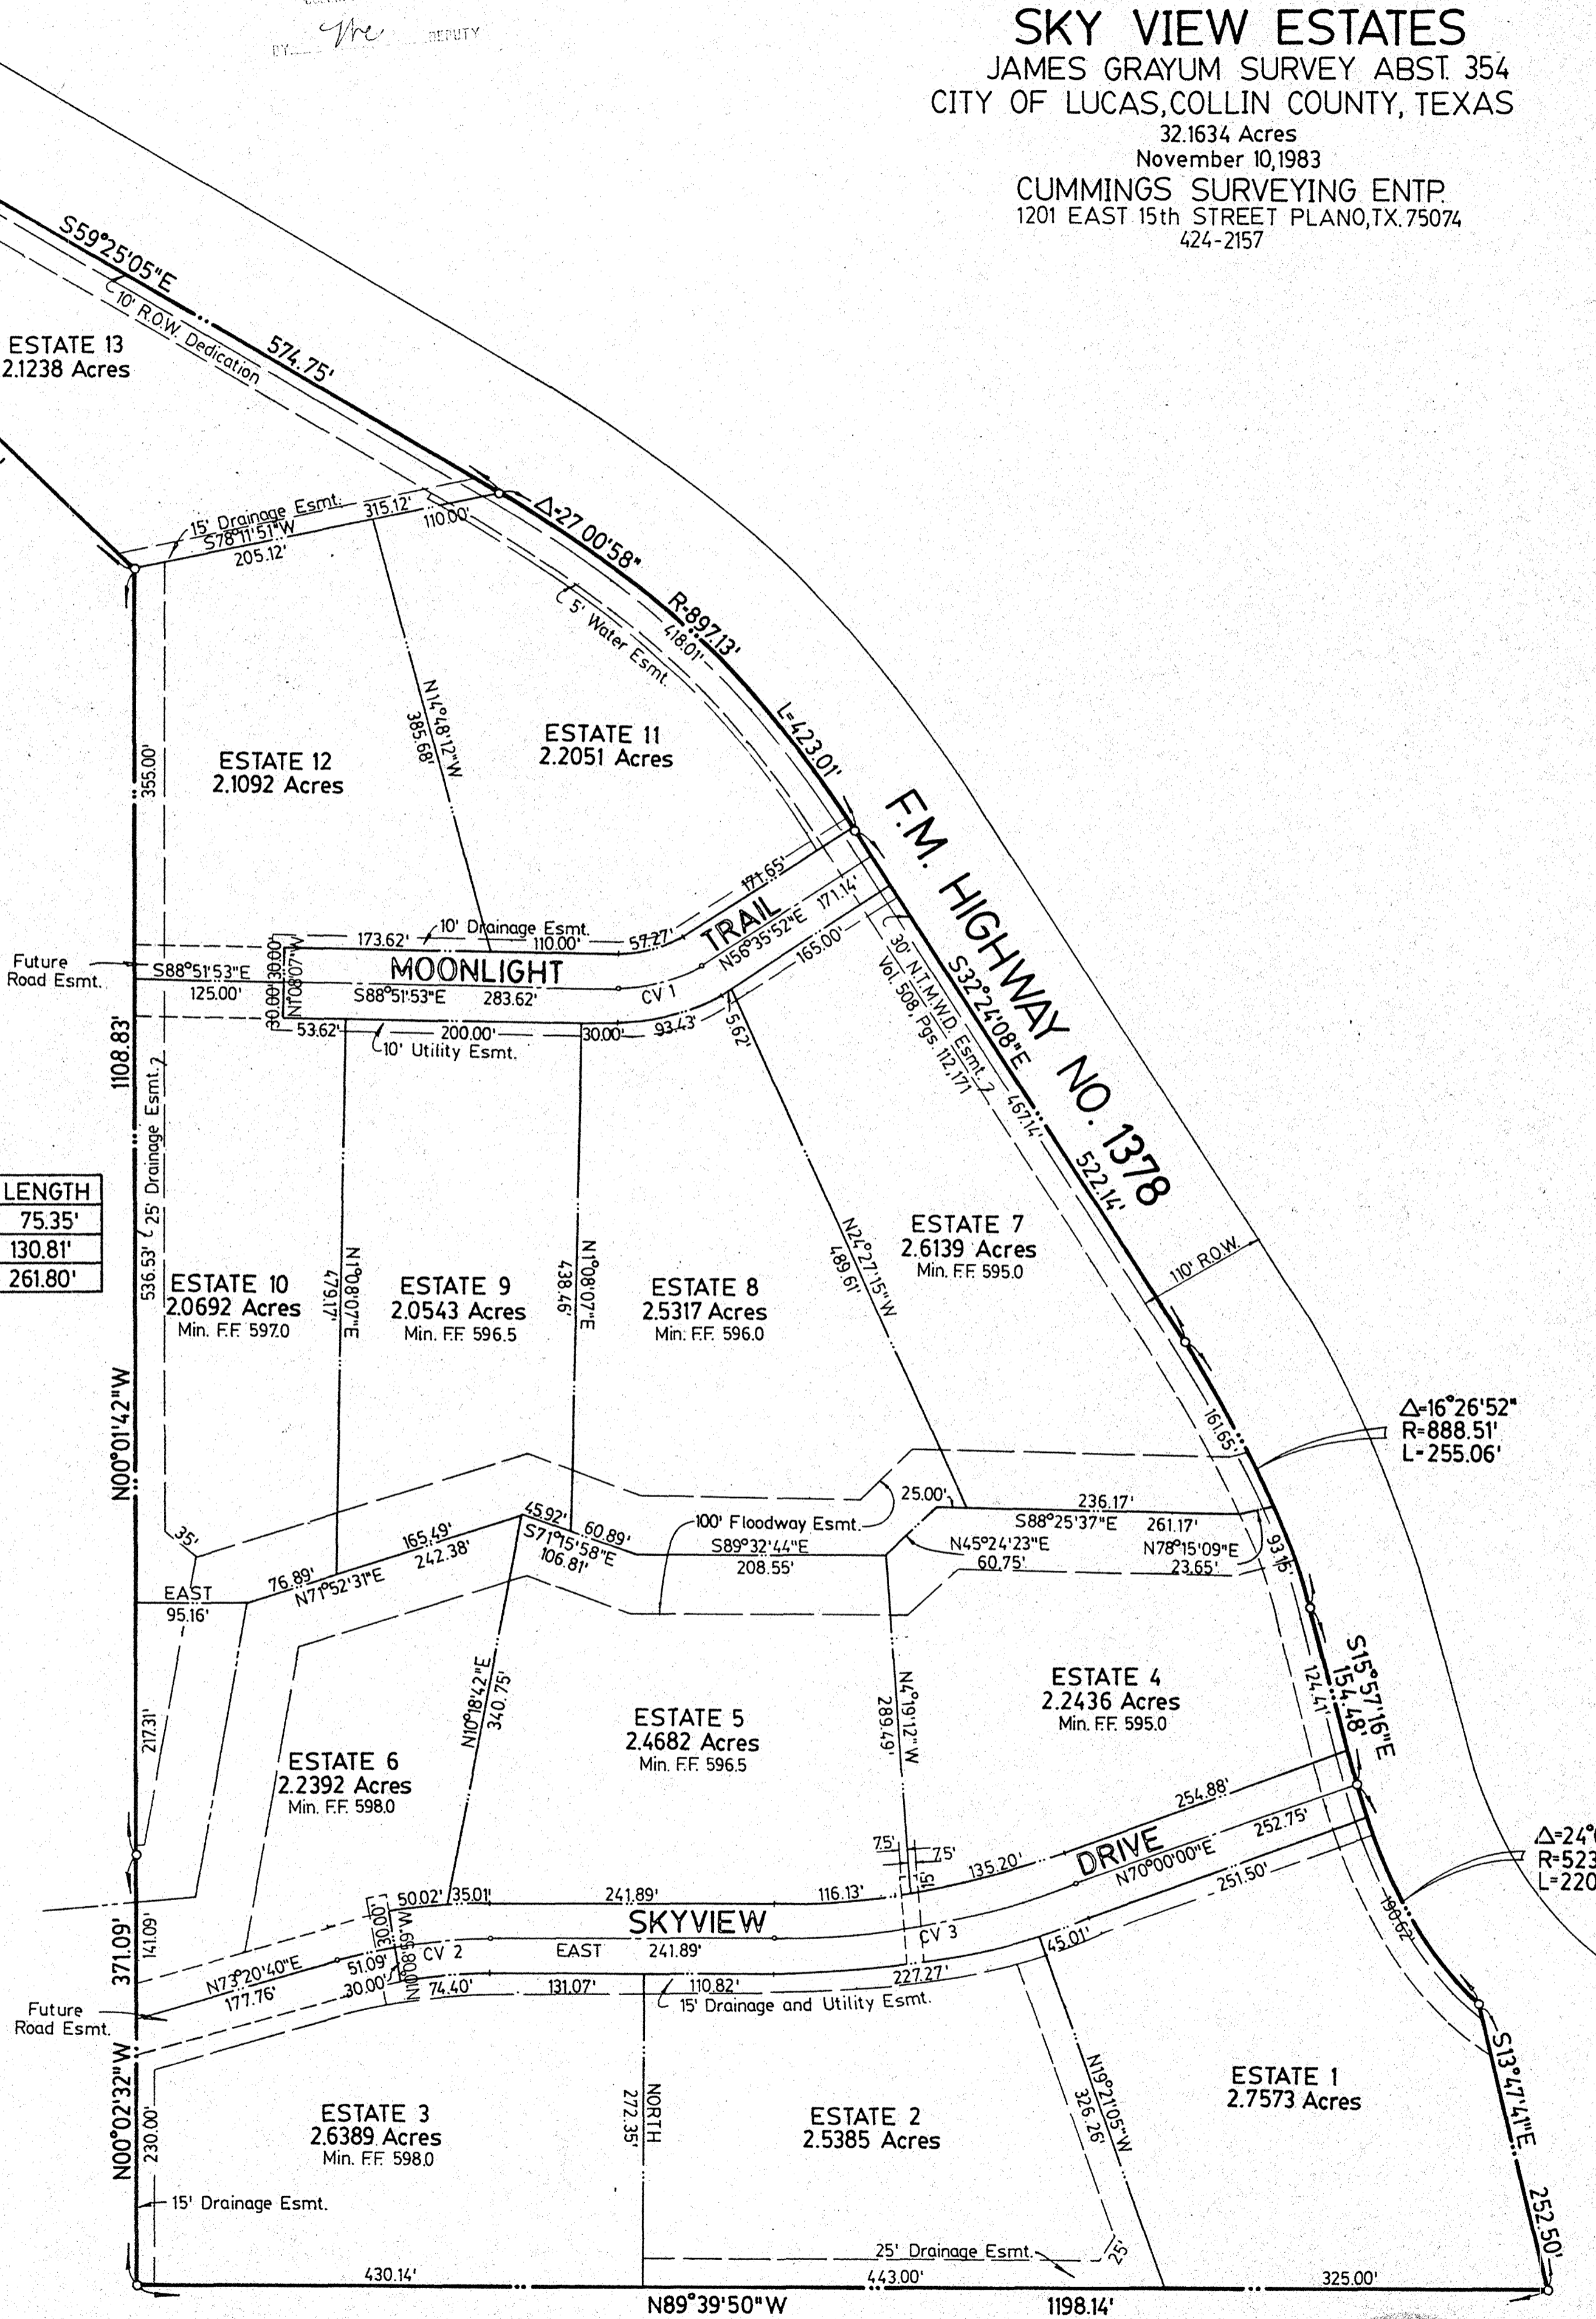 BY
DEPUTY
SKY VIEW ESTATES
JAMES GRAYUM SURVEY ABST. 354
CITY OF LUCAS, COLLIN COUNTY, TEXAS
32.1634 Acres
November 10, 1983
CUMMINGS SURVEYING ENTP.
1201 EAST 15th STREET PLANO, TX. 75074
424-2157
S59°25'05"E
574.75'
10' R.O.W. Dedication
ESTATE 13
2.1238 Acres
15' Drainage Esmt.
315.12'
110.00'
S78°11'51"W
205.12'
Δ=27 00'58"
R=897.13'
418.01'
L=423.01'
5' Water Esmt.
N14°48'12"W
385.68'
ESTATE 12
2.1092 Acres
ESTATE 11
2.2051 Acres
355.00'
F.M. HIGHWAY NO. 1378
171.65'
TRAIL
N56°35'52"E 171.14'
165.00'
10' Drainage Esmt.
173.62'
110.00'
57.27'
MOONLIGHT
Future
Road Esmt.
S88°51'53"E
125.00'
30.00' 30.00'
N1°08'07"W
S88°51'53"E 283.62'
CV 1
53.62'
200.00'
30.00'
93.43'
5.62'
10' Utility Esmt.
30' N.T.M.W.D. Esmt.
Vol. 508, Pgs. 112,171
S32°24'08"E
467.14'
522.14'
110' R.O.W.
1108.83'
25' Drainage Esmt.
536.53'
LENGTH
75.35'
130.81'
261.80'
ESTATE 10
2.0692 Acres
Min. F.F. 597.0
N1°08'07"E
479.17'
ESTATE 9
2.0543 Acres
Min. F.F. 596.5
N1°08'07"E
438.46'
ESTATE 8
2.5317 Acres
Min. F.F. 596.0
N24°27'15"W
489.61'
ESTATE 7
2.6139 Acres
Min. F.F. 595.0
N00°01'42"W
Δ=16°26'52"
R=888.51'
L=255.06'
161.65'
35'
45.92'
60.89'
S71°15'58"E
106.81'
100' Floodway Esmt.
S89°32'44"E
208.55'
25.00'
236.17'
S88°25'37"E 261.17'
N45°24'23"E
60.75'
N78°15'09"E
23.65'
93.15'
165.49'
242.38'
76.89'
N71°52'31"E
EAST
95.16'
217.31'
N10°18'42"E
340.75'
N4°19'12"W
289.49'
ESTATE 4
2.2436 Acres
Min. F.F. 595.0
ESTATE 5
2.4682 Acres
Min. F.F. 596.5
ESTATE 6
2.2392 Acres
Min. F.F. 598.0
124.41'
S15°57'16"E
154.48'
254.88'
252.75'
DRIVE
N70°00'00"E
251.50'
7.5'
7.5'
15'
135.20'
50.02'
35.01'
241.89'
116.13'
SKYVIEW
CV 2
EAST 241.89'
CV 3
30.00'
N10°08'59"W
30.00'
51.09'
74.40'
131.07'
110.82'
227.27'
45.01'
15' Drainage and Utility Esmt.
N73°20'40"E
177.76'
371.09'
141.09'
Future
Road Esmt.
190.62'
R=523
L=220
S13°47'41"E
252.50'
N19°21'05"W
326.26'
ESTATE 1
2.7573 Acres
ESTATE 2
2.5385 Acres
ESTATE 3
2.6389 Acres
Min. F.F. 598.0
NORTH
272.35'
N00°02'32"W
230.00'
15' Drainage Esmt.
25' Drainage Esmt.
25'
430.14'
443.00'
325.00'
N89°39'50"W
1198.14'